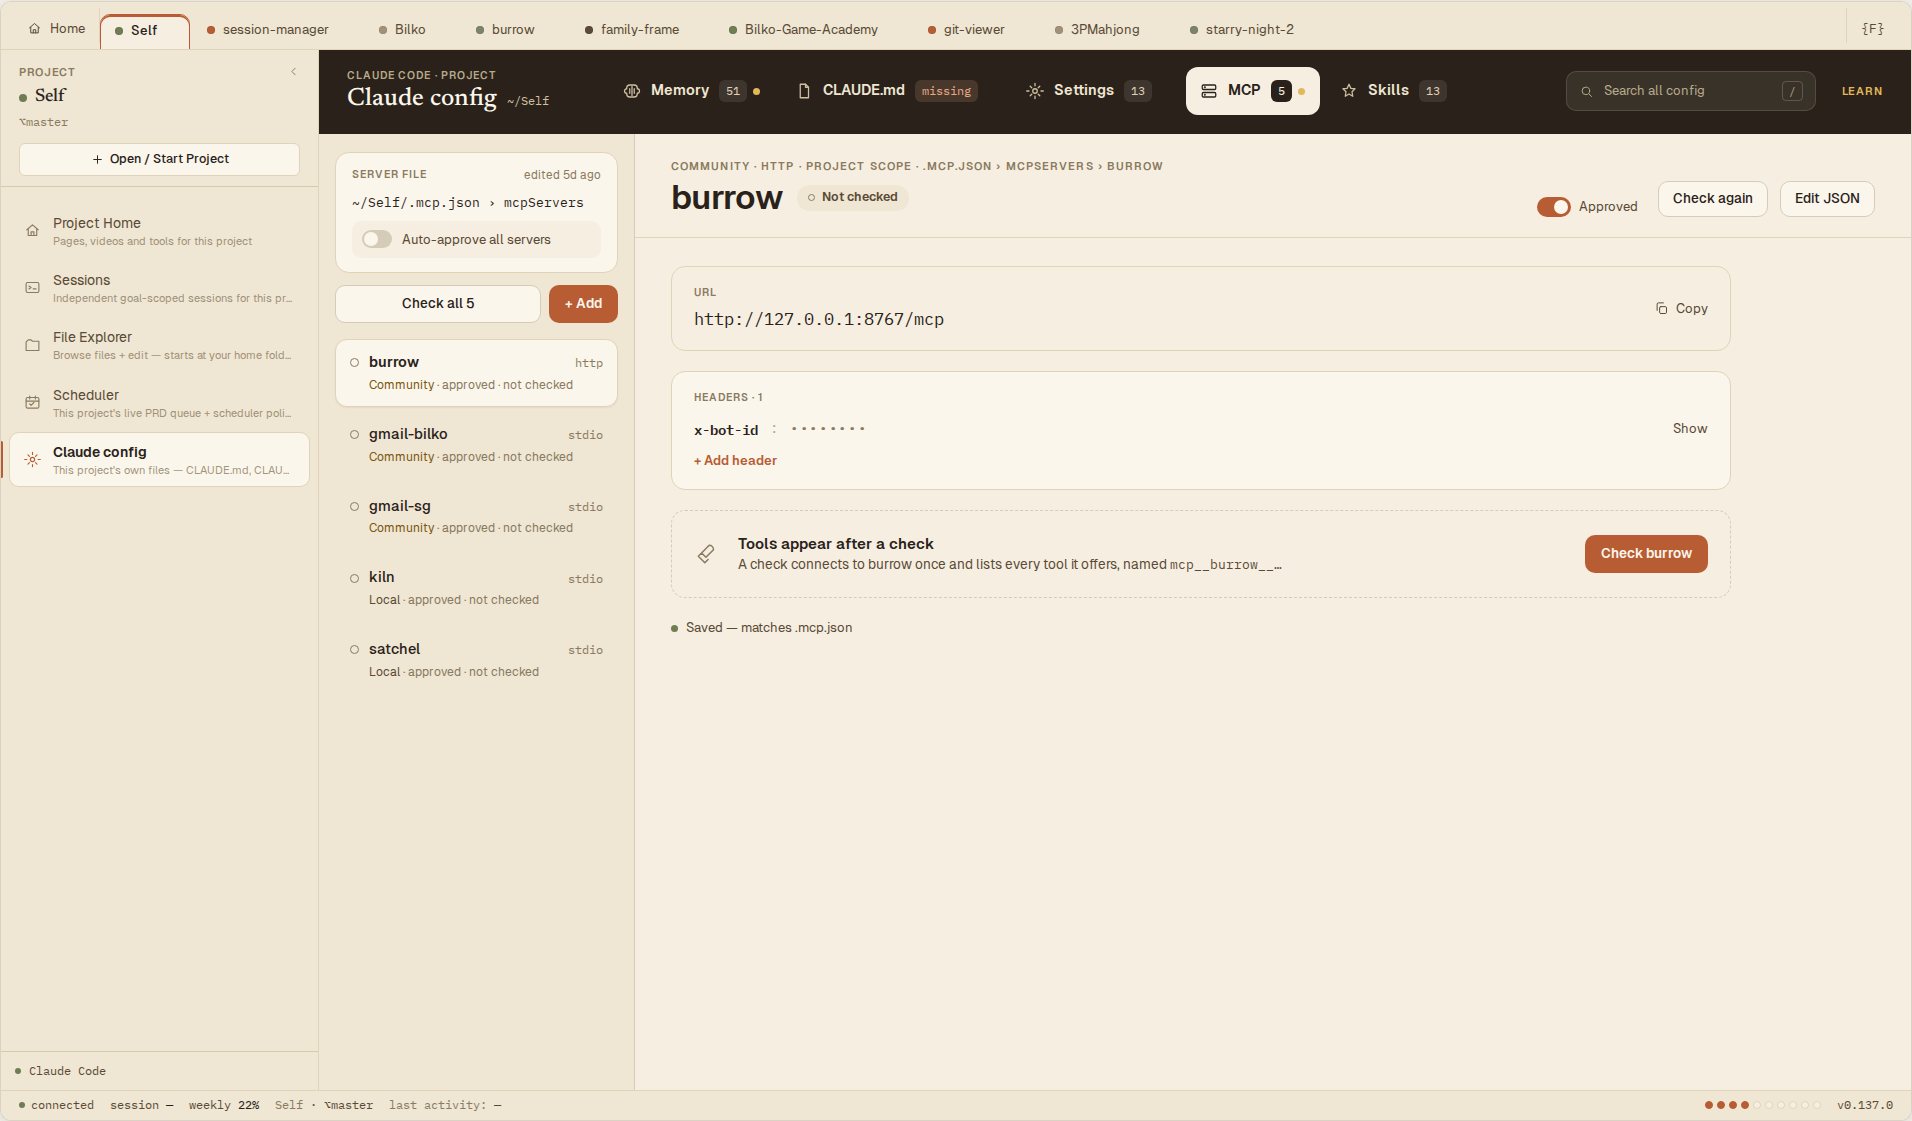 Home
Self
session-manager
Bilko
burrow
family-frame
Bilko-Game-Academy
git-viewer
3PMahjong
starry-night-2
{F}
PROJECT
Self
⌥master
+ Open / Start Project
Project Home
Pages, videos and tools for this project
Sessions
Independent goal-scoped sessions for this pr…
File Explorer
Browse files + edit — starts at your home fold…
Scheduler
This project's live PRD queue + scheduler poli…
Claude config
This project's own files — CLAUDE.md, CLAU…
Claude Code
CLAUDE CODE · PROJECT
Claude config ~/Self
Memory 51
CLAUDE.md missing
Settings 13
MCP 5
Skills 13
Search all config /
LEARN
SERVER FILE edited 5d ago
~/Self/.mcp.json › mcpServers
Auto-approve all servers
Check all 5
+ Add
burrow http
Community · approved · not checked
gmail-bilko stdio
Community · approved · not checked
gmail-sg stdio
Community · approved · not checked
kiln stdio
Local · approved · not checked
satchel stdio
Local · approved · not checked
COMMUNITY · HTTP · PROJECT SCOPE · .MCP.JSON › MCPSERVERS › BURROW
burrow Not checked
Approved
Check again
Edit JSON
URL
http://127.0.0.1:8767/mcp
Copy
HEADERS · 1
x-bot-id : ••••••••
Show
+ Add header
Tools appear after a check
A check connects to burrow once and lists every tool it offers, named mcp__burrow__…
Check burrow
Saved — matches .mcp.json
connected session — weekly 22% Self · ⌥master last activity: —
v0.137.0